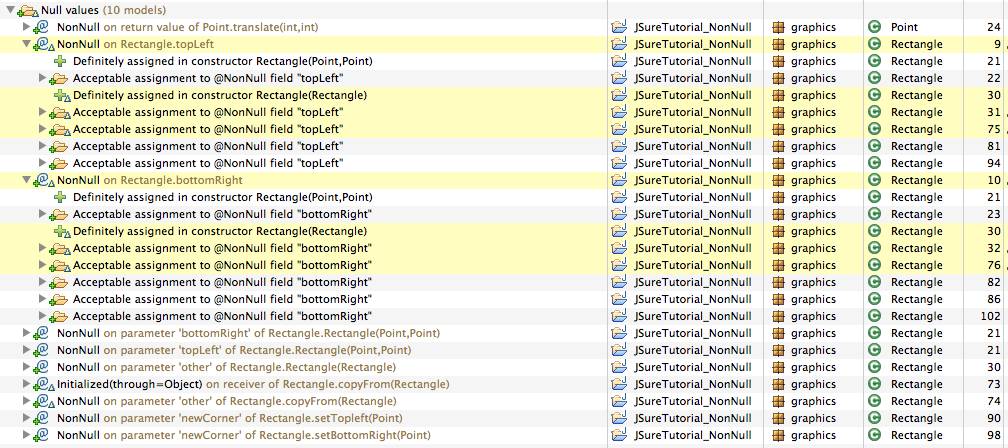 Null values (10 models)
NonNull on return value of Point.translate(int,int) JSureTutorial_NonNull graphics Point 24
NonNull on Rectangle.topLeft JSureTutorial_NonNull graphics Rectangle 9
Definitely assigned in constructor Rectangle(Point,Point) JSureTutorial_NonNull graphics Rectangle 21
Acceptable assignment to @NonNull field "topLeft" JSureTutorial_NonNull graphics Rectangle 22
Definitely assigned in constructor Rectangle(Rectangle) JSureTutorial_NonNull graphics Rectangle 30
Acceptable assignment to @NonNull field "topLeft" JSureTutorial_NonNull graphics Rectangle 31
Acceptable assignment to @NonNull field "topLeft" JSureTutorial_NonNull graphics Rectangle 75
Acceptable assignment to @NonNull field "topLeft" JSureTutorial_NonNull graphics Rectangle 81
Acceptable assignment to @NonNull field "topLeft" JSureTutorial_NonNull graphics Rectangle 94
NonNull on Rectangle.bottomRight JSureTutorial_NonNull graphics Rectangle 10
Definitely assigned in constructor Rectangle(Point,Point) JSureTutorial_NonNull graphics Rectangle 21
Acceptable assignment to @NonNull field "bottomRight" JSureTutorial_NonNull graphics Rectangle 23
Definitely assigned in constructor Rectangle(Rectangle) JSureTutorial_NonNull graphics Rectangle 30
Acceptable assignment to @NonNull field "bottomRight" JSureTutorial_NonNull graphics Rectangle 32
Acceptable assignment to @NonNull field "bottomRight" JSureTutorial_NonNull graphics Rectangle 76
Acceptable assignment to @NonNull field "bottomRight" JSureTutorial_NonNull graphics Rectangle 82
Acceptable assignment to @NonNull field "bottomRight" JSureTutorial_NonNull graphics Rectangle 86
Acceptable assignment to @NonNull field "bottomRight" JSureTutorial_NonNull graphics Rectangle 102
NonNull on parameter 'bottomRight' of Rectangle.Rectangle(Point,Point) JSureTutorial_NonNull graphics Rectangle 21
NonNull on parameter 'topLeft' of Rectangle.Rectangle(Point,Point) JSureTutorial_NonNull graphics Rectangle 21
NonNull on parameter 'other' of Rectangle.Rectangle(Rectangle) JSureTutorial_NonNull graphics Rectangle 30
Initialized(through=Object) on receiver of Rectangle.copyFrom(Rectangle) JSureTutorial_NonNull graphics Rectangle 73
NonNull on parameter 'other' of Rectangle.copyFrom(Rectangle) JSureTutorial_NonNull graphics Rectangle 74
NonNull on parameter 'newCorner' of Rectangle.setTopleft(Point) JSureTutorial_NonNull graphics Rectangle 90
NonNull on parameter 'newCorner' of Rectangle.setBottomRight(Point) JSureTutorial_NonNull graphics Rectangle 98